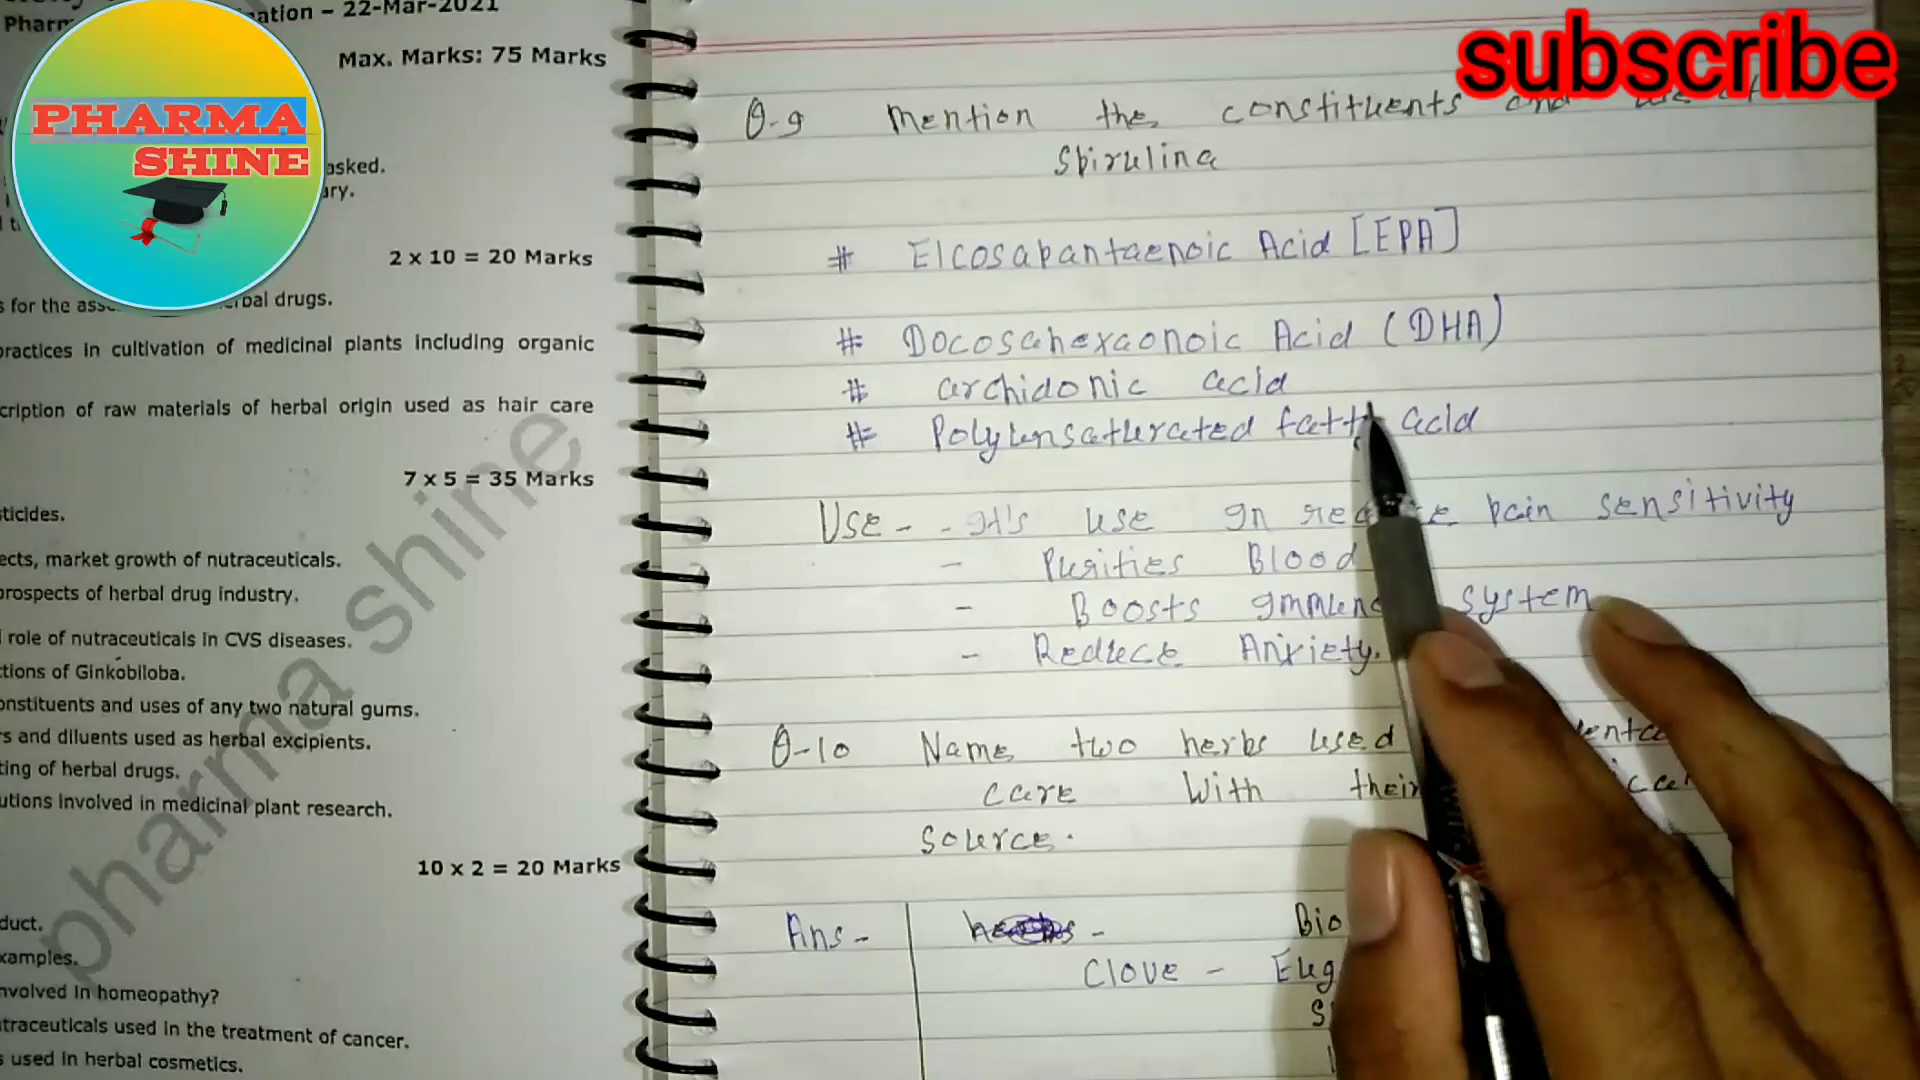 Pharm
ation – 22-Mar-2021
Max. Marks: 75 Marks
asked.
ary.
2 x 10 = 20 Marks
s for the ass
rbal drugs.
practices in cultivation of medicinal plants including organic
cription of raw materials of herbal origin used as hair care
7 x 5 = 35 Marks
sticides.
ects, market growth of nutraceuticals.
prospects of herbal drug industry.
l role of nutraceuticals in CVS diseases.
ctions of Ginkobiloba.
onstituents and uses of any two natural gums.
rs and diluents used as herbal excipients.
ting of herbal drugs.
utions involved in medicinal plant research.
10 x 2 = 20 Marks
duct.
xamples.
nvolved in homeopathy?
traceuticals used in the treatment of cancer.
s used in herbal cosmetics.
PHARMA
SHINE
pharma shine
subscribe
Q-9 Mention the constituents and
Spirulina
# EIcosapantaenoic Acid [EPA]
# Docosahexaonoic Acid (DHA)
# archidonic acid
# Polyunsaturated fatty acid
Use - - It's use In pain sensitivity
- Purities Blood
- Boosts system
- Reduce Anxiety.
Q-10 Name two herbs used
care With their
source.
Ans - -
Bio
Clove - Eug